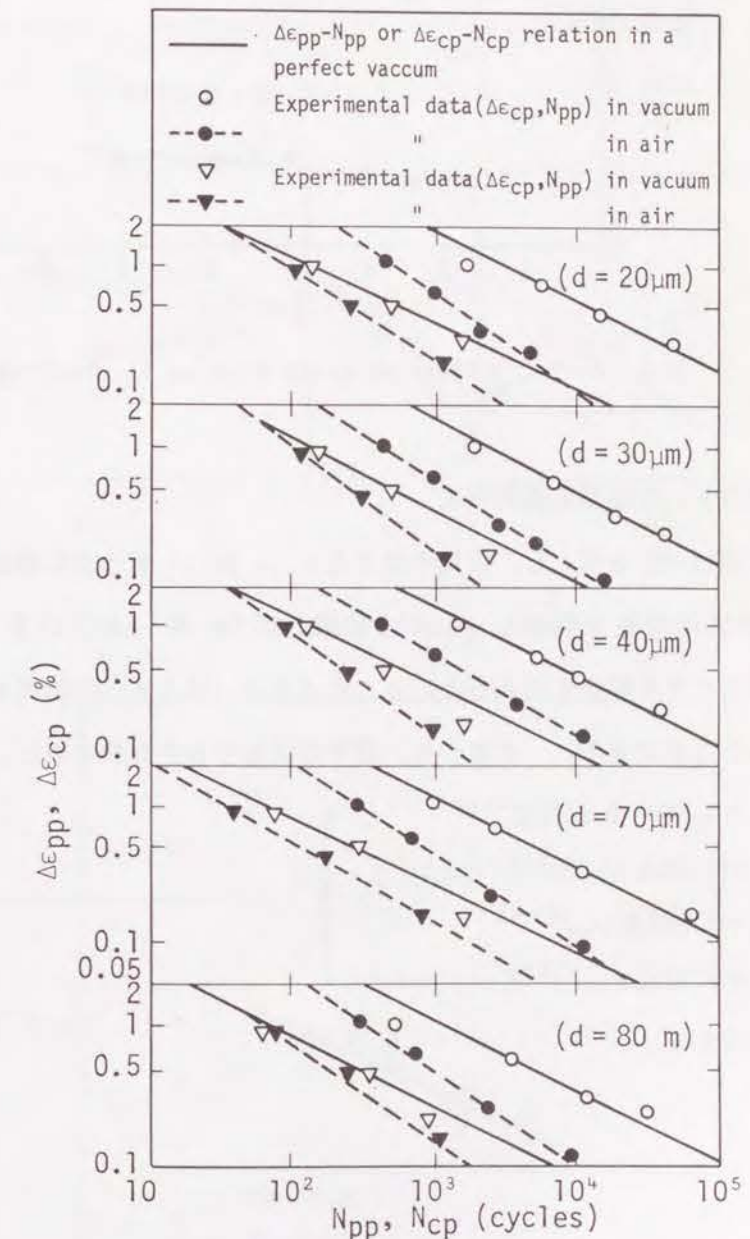 Δεpp-Npp or Δεcp-Ncp relation in a
perfect vaccum
Experimental data(Δεcp,Npp) in vacuum
" in air
Experimental data(Δεcp,Npp) in vacuum
" in air
2
1
0.5
0.1
(d = 20μm)
2
1
0.5
0.1
(d = 30μm)
2
1
0.5
0.1
(d = 40μm)
2
1
0.5
0.1
0.05
(d = 70μm)
2
1
0.5
0.1
(d = 80 m)
Δεpp, Δεcp (%)
10 10² 10³ 10⁴ 10⁵
Npp, Ncp (cycles)